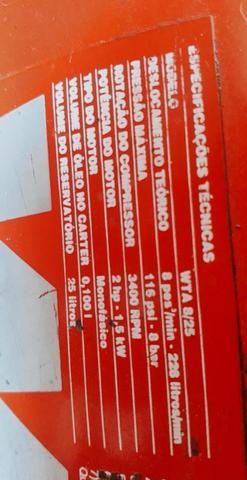 ESPECIFICAÇÕES TÉCNICAS
MODELO WTA 8/25
DESLOCAMENTO TEÓRICO 8 pes³/min - 228 litros/min
PRESSÃO MÁXIMA 116 psi - 8 bar
ROTAÇÃO DO COMPRESSOR 3400 RPM
POTÊNCIA DO MOTOR 2 hp - 1,5 kW
TIPO DO MOTOR Monofásico
VOLUME DE ÓLEO NO CARTER 0,100 l
VOLUME DO RESERVATÓRIO 25 litros